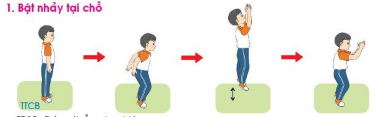 1. Bật nhảy tại chỗ
TTCB